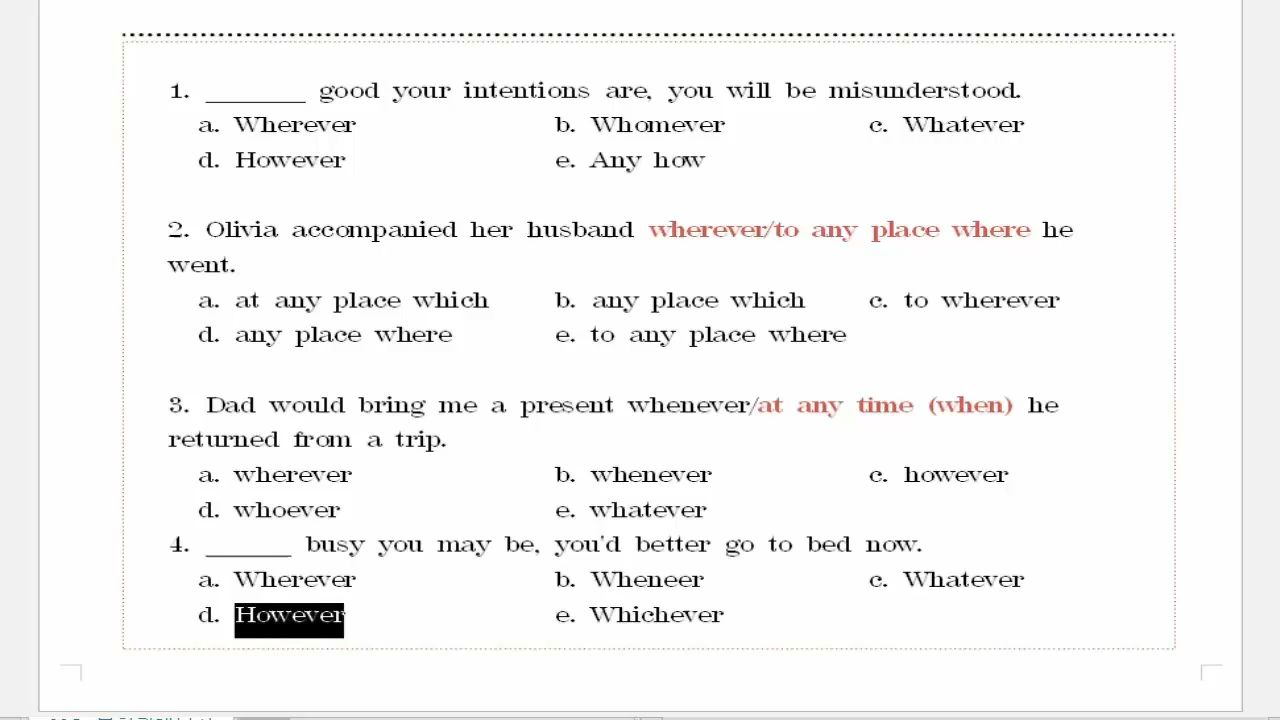 1. ________ good your intentions are, you will be misunderstood.
a. Wherever b. Whomever c. Whatever
d. However e. Any how
2. Olivia accompanied her husband wherever/to any place where he
went.
a. at any place which b. any place which c. to wherever
d. any place where e. to any place where
3. Dad would bring me a present whenever/at any time (when) he
returned from a trip.
a. wherever b. whenever c. however
d. whoever e. whatever
4. _______ busy you may be, you'd better go to bed now.
a. Wherever b. Wheneer c. Whatever
d. However e. Whichever